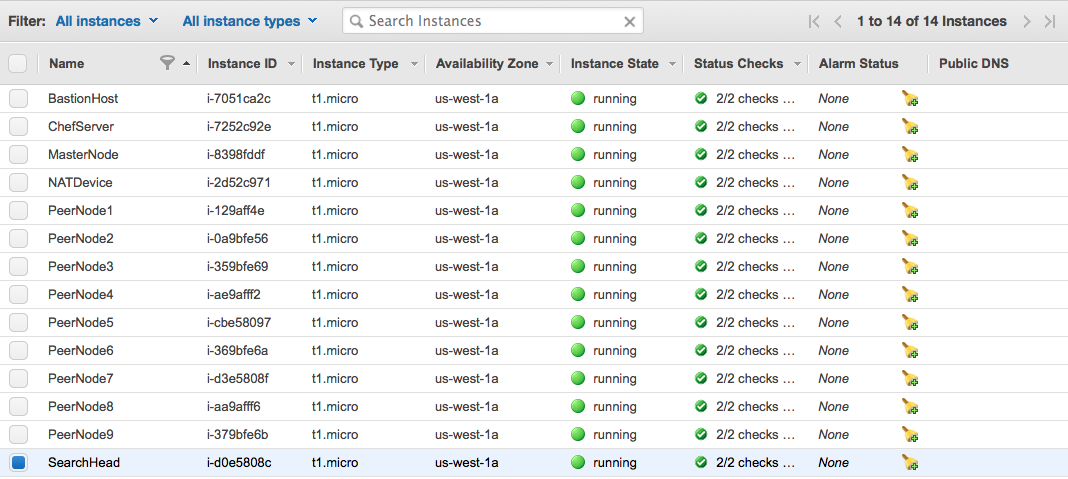 Filter: All instances All instance types Search Instances 1 to 14 of 14 Instances
Name Instance ID Instance Type Availability Zone Instance State Status Checks Alarm Status Public DNS
BastionHost i-7051ca2c t1.micro us-west-1a running 2/2 checks ... None
ChefServer i-7252c92e t1.micro us-west-1a running 2/2 checks ... None
MasterNode i-8398fddf t1.micro us-west-1a running 2/2 checks ... None
NATDevice i-2d52c971 t1.micro us-west-1a running 2/2 checks ... None
PeerNode1 i-129aff4e t1.micro us-west-1a running 2/2 checks ... None
PeerNode2 i-0a9bfe56 t1.micro us-west-1a running 2/2 checks ... None
PeerNode3 i-359bfe69 t1.micro us-west-1a running 2/2 checks ... None
PeerNode4 i-ae9afff2 t1.micro us-west-1a running 2/2 checks ... None
PeerNode5 i-cbe58097 t1.micro us-west-1a running 2/2 checks ... None
PeerNode6 i-369bfe6a t1.micro us-west-1a running 2/2 checks ... None
PeerNode7 i-d3e5808f t1.micro us-west-1a running 2/2 checks ... None
PeerNode8 i-aa9afff6 t1.micro us-west-1a running 2/2 checks ... None
PeerNode9 i-379bfe6b t1.micro us-west-1a running 2/2 checks ... None
SearchHead i-d0e5808c t1.micro us-west-1a running 2/2 checks ... None